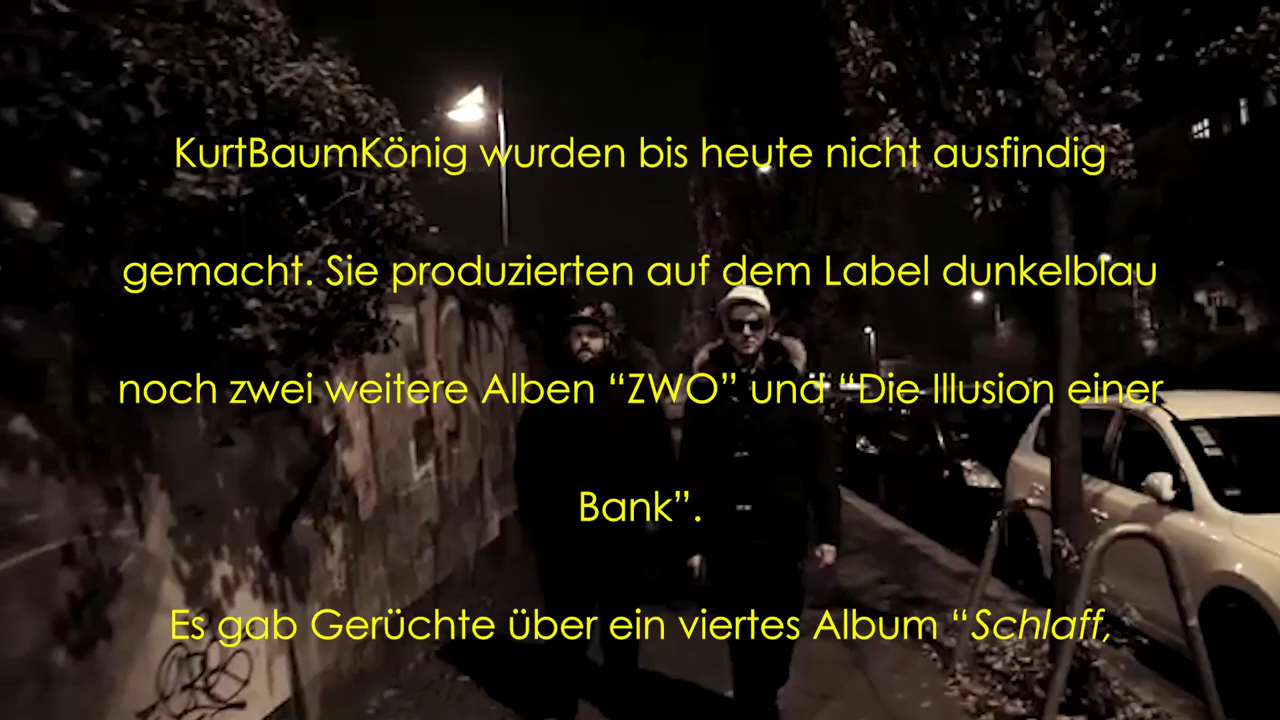 KurtBaumKönig wurden bis heute nicht ausfindig
gemacht. Sie produzierten auf dem Label dunkelblau
noch zwei weitere Alben “ZWO” und “Die Illusion einer
Bank”.
Es gab Gerüchte über ein viertes Album “Schlaff,